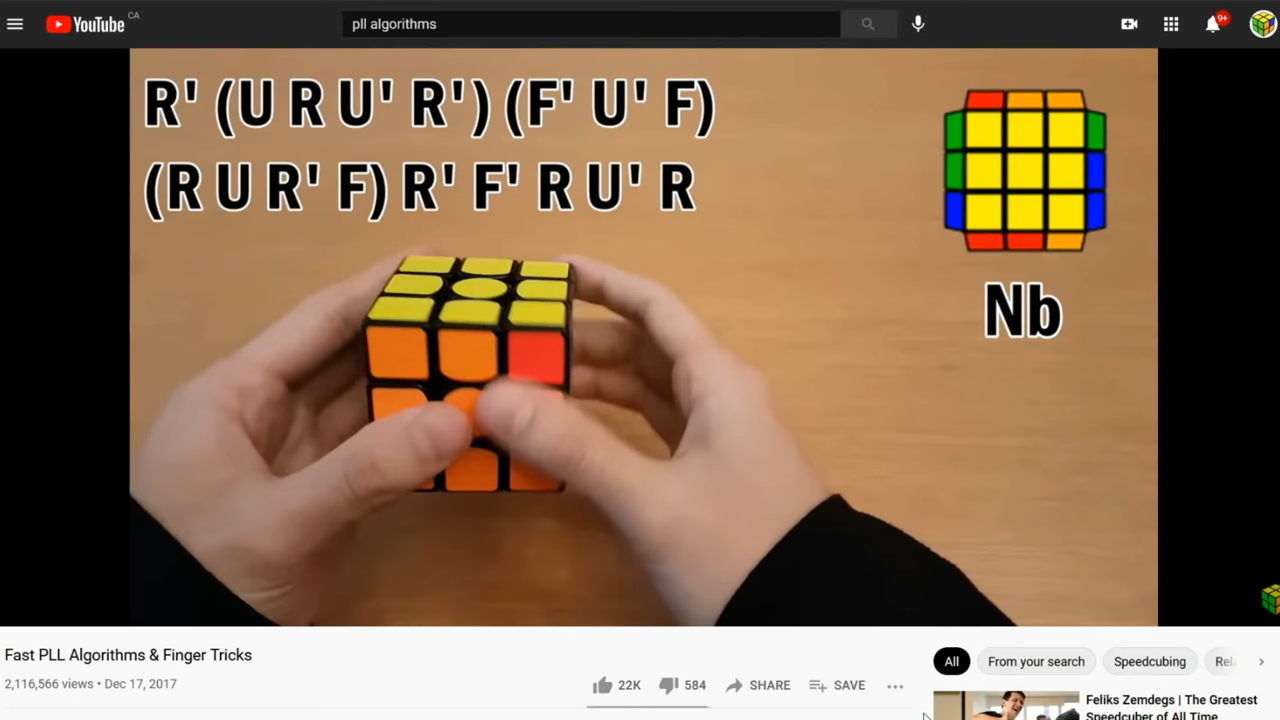 YouTube CA
pll algorithms
9+
R' (U R U' R') (F' U' F)
(R U R' F) R' F' R U' R
Nb
Fast PLL Algorithms & Finger Tricks
2,116,566 views • Dec 17, 2017
22K 584 SHARE SAVE
All From your search Speedcubing
Feliks Zemdegs | The Greatest
Speedcuber of All Time